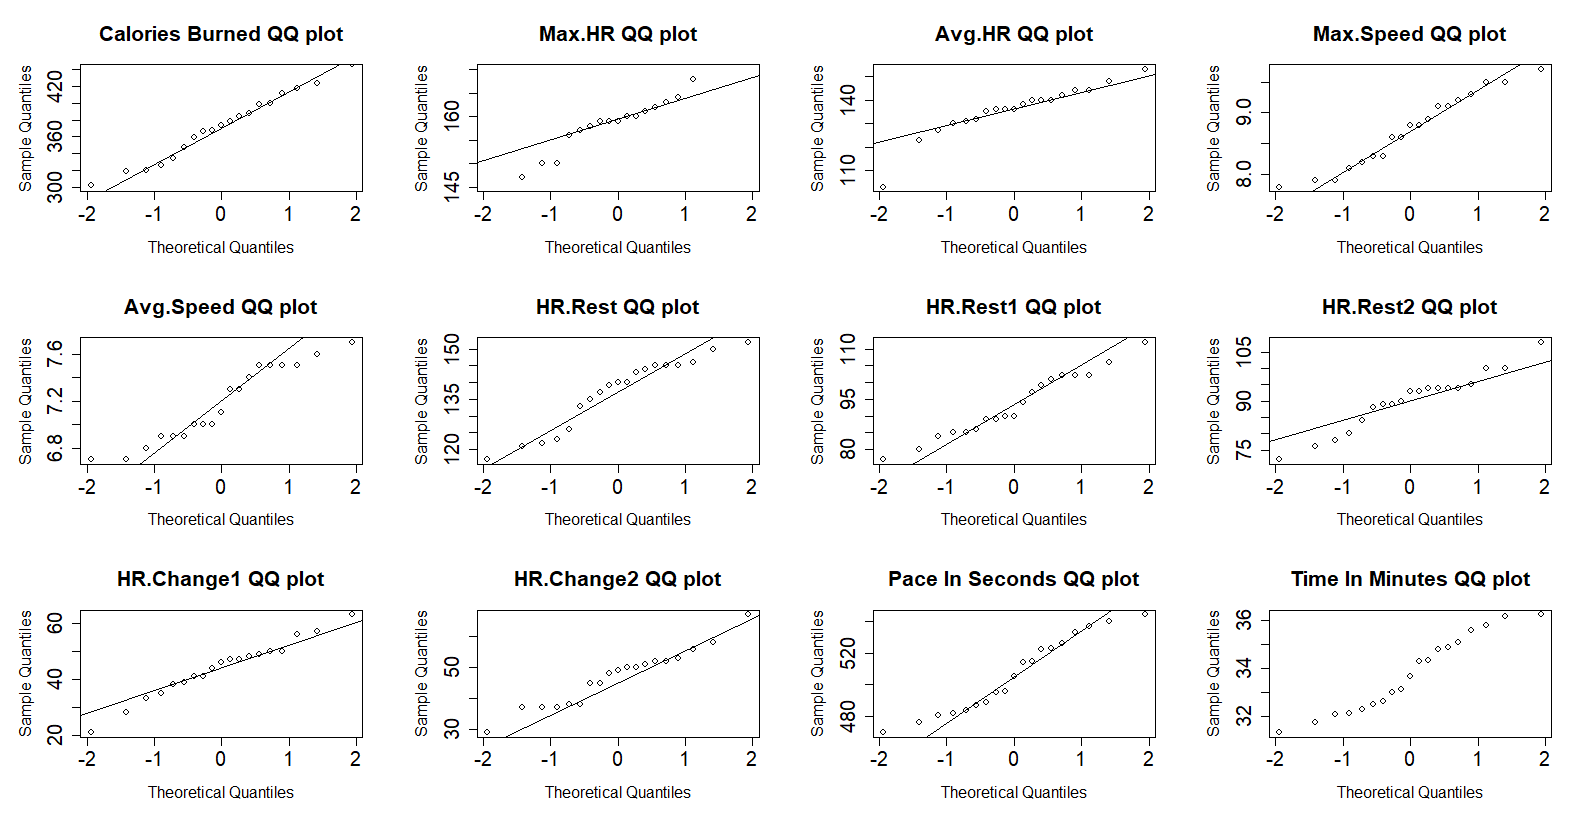 Calories Burned QQ plot
Sample Quantiles
300 360 420
-2 -1 0 1 2
Theoretical Quantiles
Max.HR QQ plot
Sample Quantiles
145 160
-2 -1 0 1 2
Theoretical Quantiles
Avg.HR QQ plot
Sample Quantiles
110 140
-2 -1 0 1 2
Theoretical Quantiles
Max.Speed QQ plot
Sample Quantiles
8.0 9.0
-2 -1 0 1 2
Theoretical Quantiles
Avg.Speed QQ plot
Sample Quantiles
6.8 7.2 7.6
-2 -1 0 1 2
Theoretical Quantiles
HR.Rest QQ plot
Sample Quantiles
120 135 150
-2 -1 0 1 2
Theoretical Quantiles
HR.Rest1 QQ plot
Sample Quantiles
80 95 110
-2 -1 0 1 2
Theoretical Quantiles
HR.Rest2 QQ plot
Sample Quantiles
75 90 105
-2 -1 0 1 2
Theoretical Quantiles
HR.Change1 QQ plot
Sample Quantiles
20 40 60
-2 -1 0 1 2
Theoretical Quantiles
HR.Change2 QQ plot
Sample Quantiles
30 50
-2 -1 0 1 2
Theoretical Quantiles
Pace In Seconds QQ plot
Sample Quantiles
480 520
-2 -1 0 1 2
Theoretical Quantiles
Time In Minutes QQ plot
Sample Quantiles
32 34 36
-2 -1 0 1 2
Theoretical Quantiles